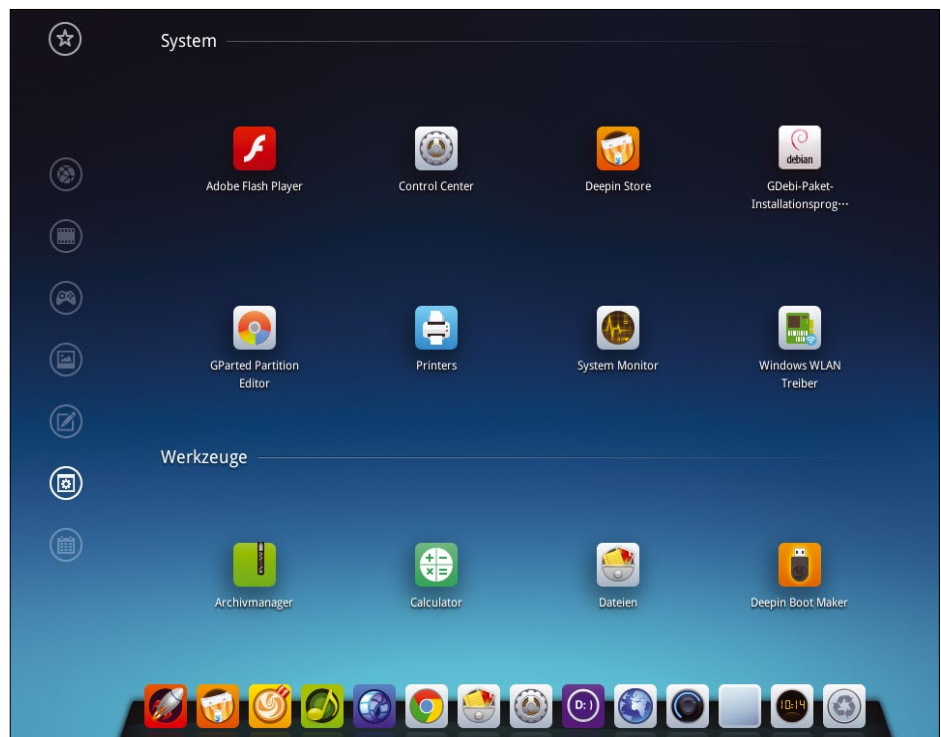 System
Adobe Flash Player
Control Center
Deepin Store
debian
GDebi-Paket-
Installationsprog···
GParted Partition
Editor
Printers
System Monitor
Windows WLAN
Treiber
Werkzeuge
Archivmanager
Calculator
Dateien
Deepin Boot Maker
D:)
10:14